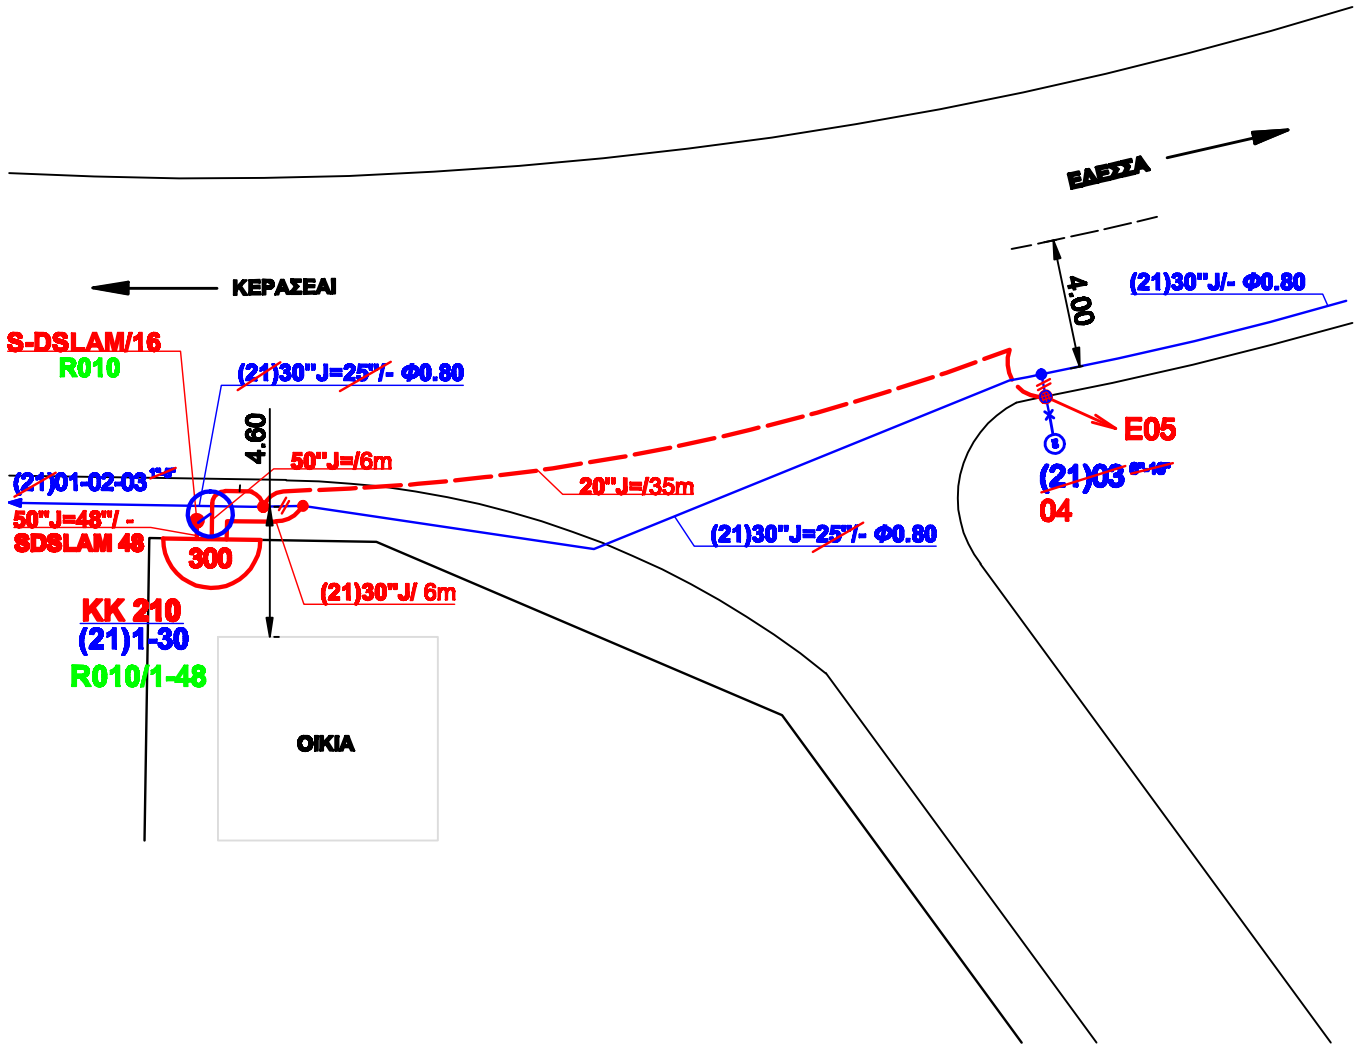 ΕΔΕΣΣΑ
ΚΕΡΑΣΕΑΙ
4.00
(21)30"J/- Φ0.80
S-DSLAM/16
R010
(21)30"J=25"/- Φ0.80
4.60
50"J=/6m
(21)01-02-03
20"J=/35m
E05
(21)03
04
50"J=48"/ -
SDSLAM 48
(21)30"J=25"/- Φ0.80
300
(21)30"J/ 6m
KK 210
(21)1-30
R010/1-48
ΟΙΚΙΑ